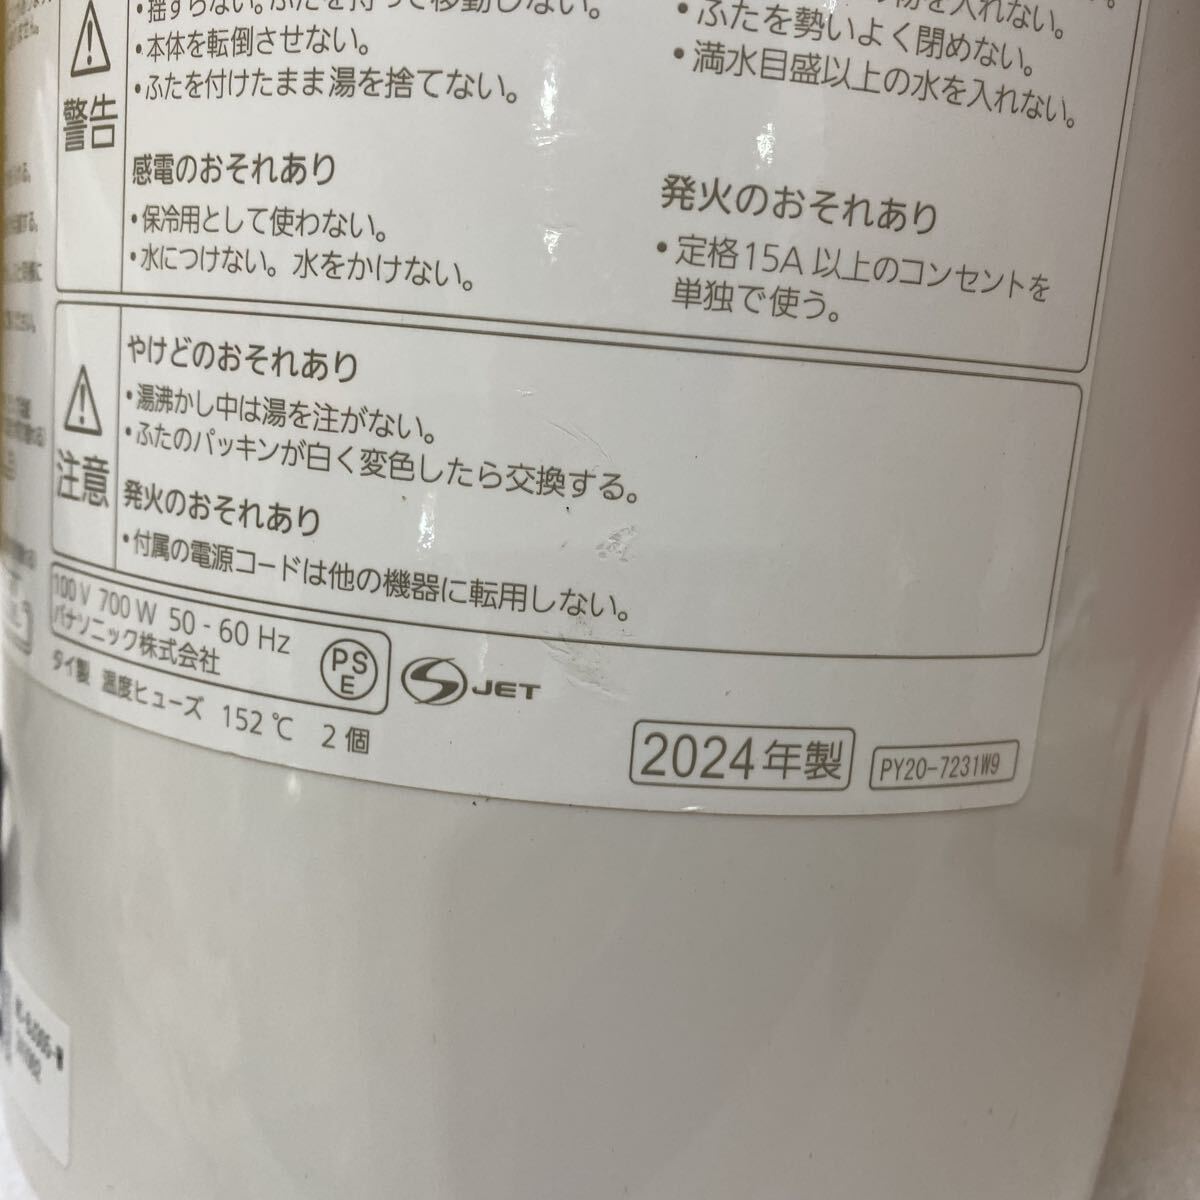 ・揺すらない。ふたを持って移動しない。
・本体を転倒させない。
・ふたを付けたまま湯を捨てない。
警告
感電のおそれあり
・保冷用として使わない。
・水につけない。水をかけない。
を入れない。
・ふたを勢いよく閉めない。
・満水目盛以上の水を入れない。
発火のおそれあり
・定格15A以上のコンセントを
単独で使う。
注意
やけどのおそれあり
・湯沸かし中は湯を注がない。
・ふたのパッキンが白く変色したら交換する。
発火のおそれあり
・付属の電源コードは他の機器に転用しない。
100V 700W 50-60Hz
パナソニック株式会社
PS
E
JET
タイ製 温度ヒューズ 152℃ 2個
2024年製
PY20-7231W9